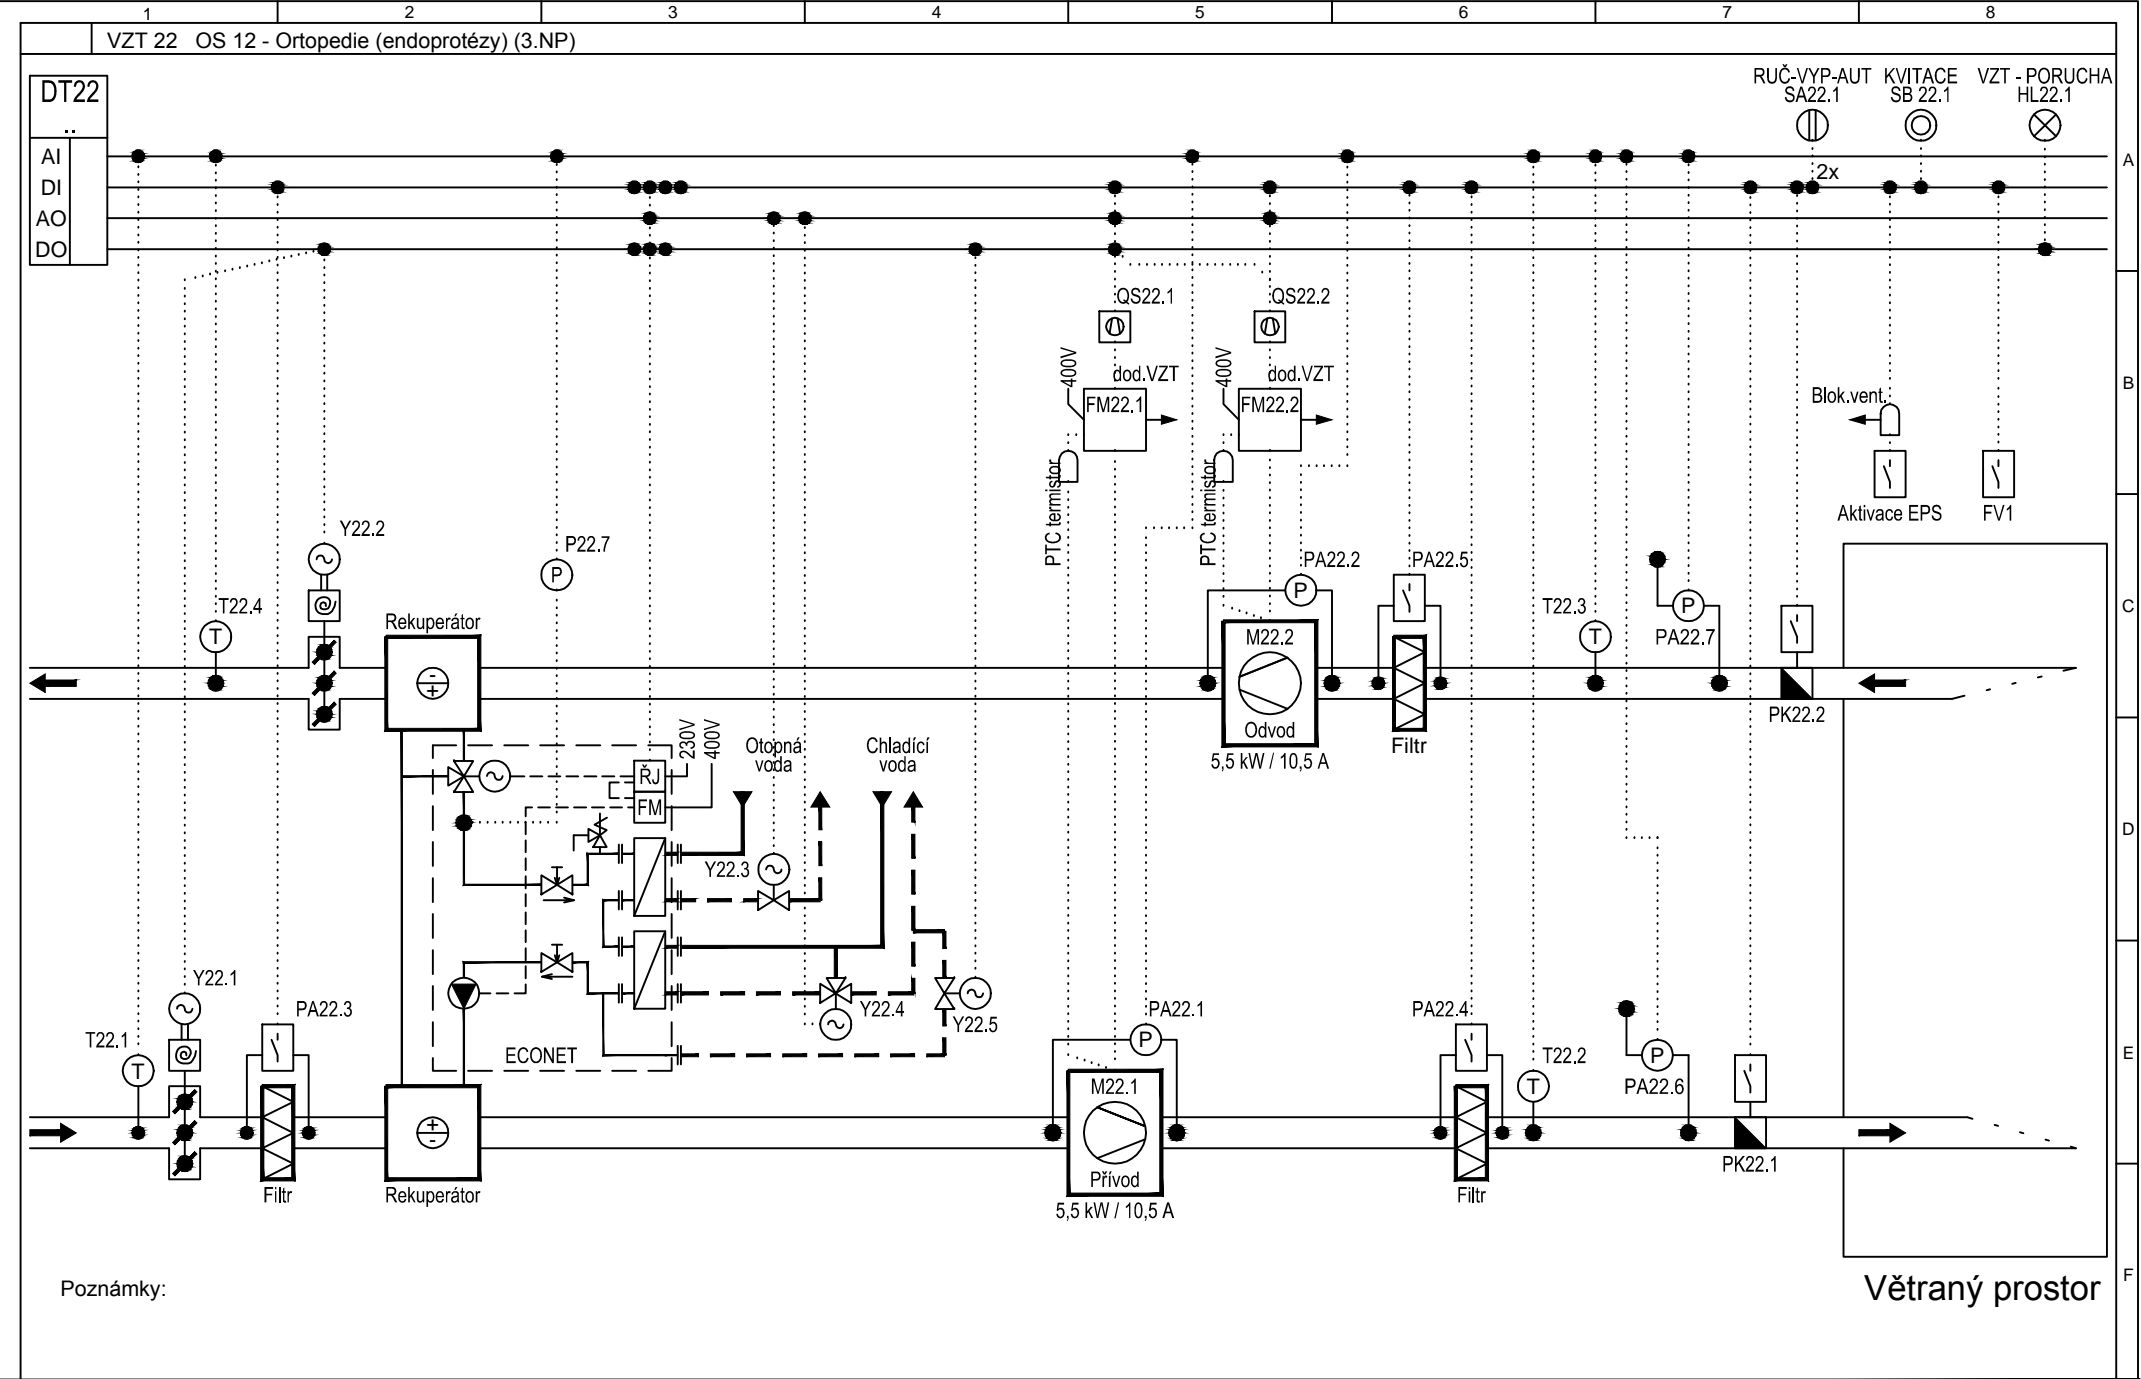 1 2 3 4 5 6 7 8
VZT 22 OS 12 - Ortopedie (endoprotézy) (3.NP)
DT22
..
AI
DI
AO
DO
RUČ-VYP-AUT
SA22.1
KVITACE
SB 22.1
VZT - PORUCHA
HL22.1
2x
A
B
C
D
E
F
QS22.1
QS22.2
400V
dod.VZT
FM22.1
PTC termistor
400V
dod.VZT
FM22.2
PTC termistor
Blok.vent.
Aktivace EPS
FV1
Y22.2
P22.7
P
T22.4
T
Rekuperátor
PA22.2
P
PA22.5
T22.3
T
P
PA22.7
PK22.2
M22.2
Odvod
5,5 kW / 10,5 A
Filtr
230V
400V
ŘJ
FM
Otopná
voda
Chladící
voda
Y22.3
Y22.4
Y22.5
ECONET
Y22.1
T22.1
T
PA22.3
Filtr
Rekuperátor
PA22.1
P
M22.1
Přívod
5,5 kW / 10,5 A
PA22.4
Filtr
T22.2
T
P
PA22.6
PK22.1
Poznámky:
Větraný prostor